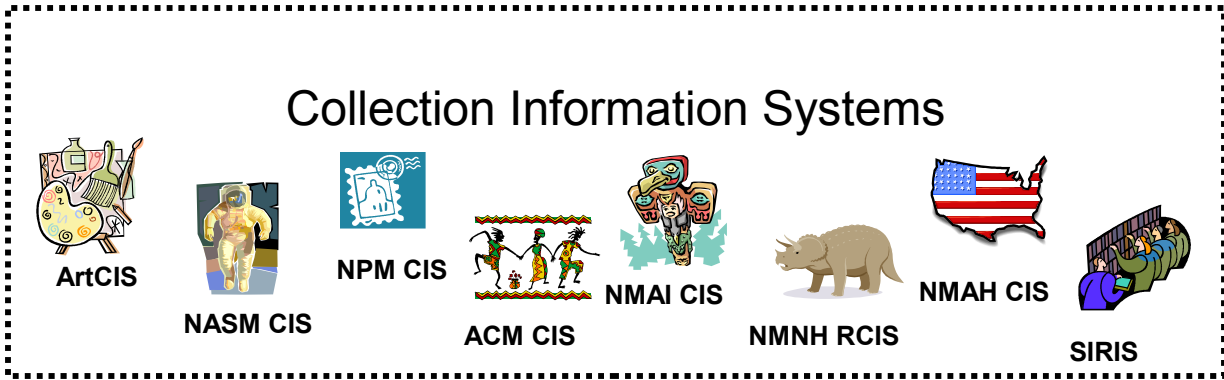 Collection Information Systems
ArtCIS
NASM CIS
NPM CIS
ACM CIS
NMAI CIS
NMNH RCIS
NMAH CIS
SIRIS